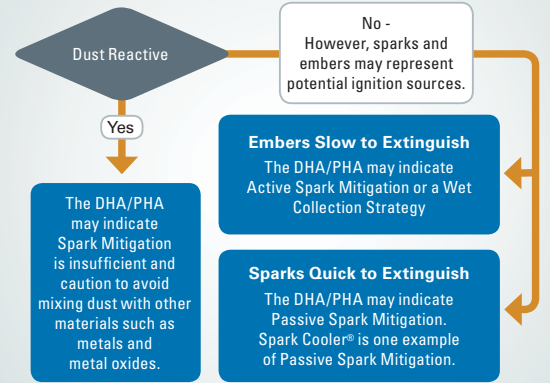 Dust Reactive
No -
However, sparks and
embers may represent
potential ignition sources.
Yes
The DHA/PHA
may indicate
Spark Mitigation
is insufficient and
caution to avoid
mixing dust with other
materials such as
metals and
metal oxides.
Embers Slow to Extinguish
The DHA/PHA may indicate
Active Spark Mitigation or a Wet
Collection Strategy
Sparks Quick to Extinguish
The DHA/PHA may indicate
Passive Spark Mitigation.
Spark Cooler® is one example
of Passive Spark Mitigation.